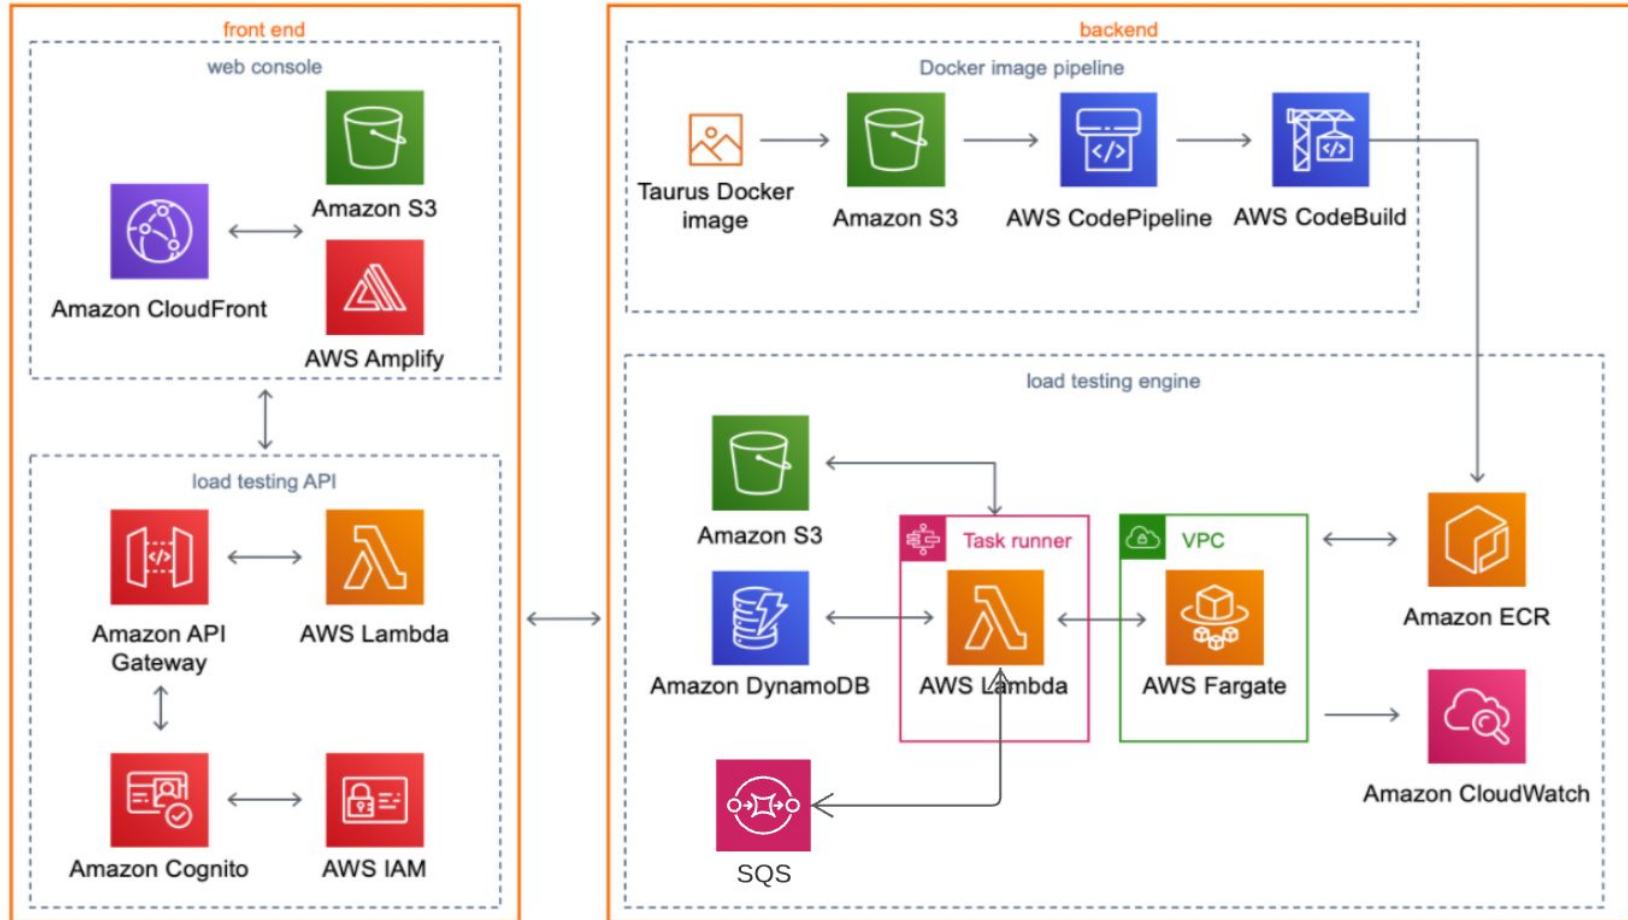 front end
web console
Amazon S3
Amazon CloudFront
AWS Amplify
load testing API
Amazon API
Gateway
AWS Lambda
Amazon Cognito
AWS IAM
backend
Docker image pipeline
Taurus Docker
image
Amazon S3
AWS CodePipeline
AWS CodeBuild
load testing engine
Amazon S3
Task runner
VPC
Amazon ECR
Amazon DynamoDB
AWS Lambda
AWS Fargate
Amazon CloudWatch
SQS